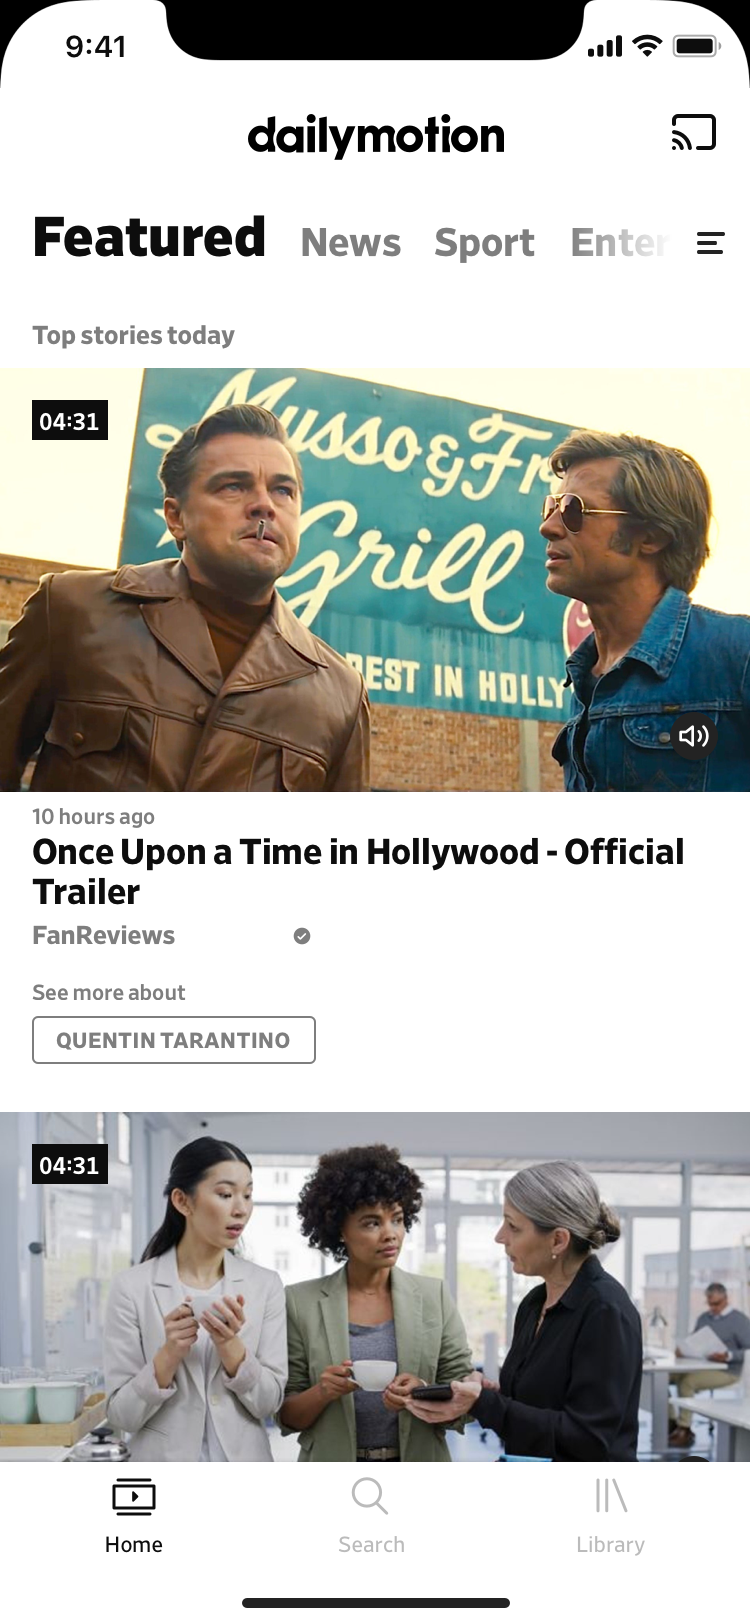 9:41
dailymotion
Featured News Sport Enter
Top stories today
04:31
Musso & Fr
Grill
BEST IN HOLLY
10 hours ago
Once Upon a Time in Hollywood - Official
Trailer
FanReviews
See more about
QUENTIN TARANTINO
04:31
Home Search Library